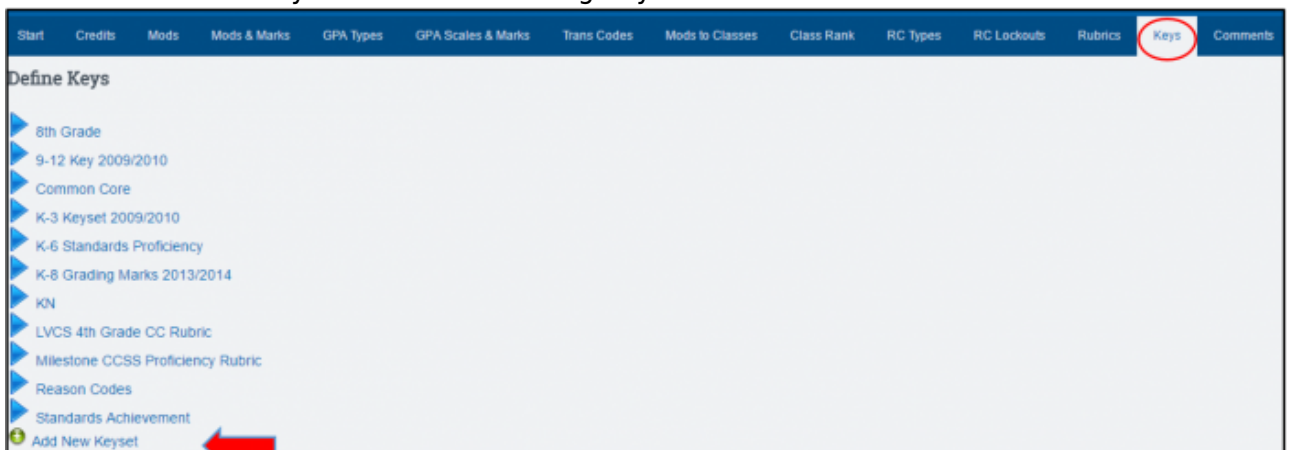 Start Credits Mods Mods & Marks GPA Types GPA Scales & Marks Trans Codes Mods to Classes Class Rank RC Types RC Lockouts Rubrics Keys Comments
Define Keys
8th Grade
9-12 Key 2009/2010
Common Core
K-3 Keyset 2009/2010
K-6 Standards Proficiency
K-8 Grading Marks 2013/2014
KN
LVCS 4th Grade CC Rubric
Milestone CCSS Proficiency Rubric
Reason Codes
Standards Achievement
Add New Keyset